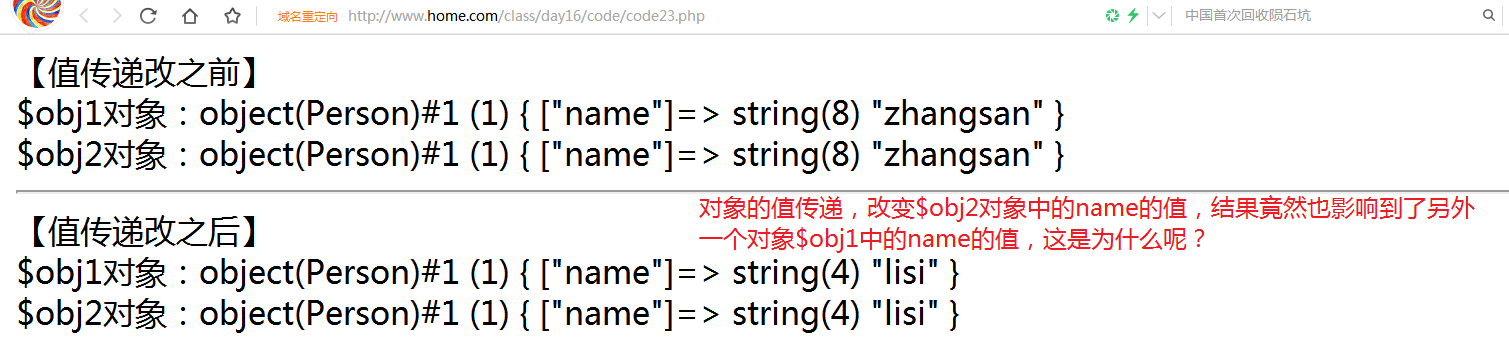 域名重定向 http://www.home.com/class/day16/code/code23.php 中国首次回收陨石坑
【值传递改之前】
$obj1对象：object(Person)#1 (1) { ["name"]=> string(8) "zhangsan" }
$obj2对象：object(Person)#1 (1) { ["name"]=> string(8) "zhangsan" }
对象的值传递，改变$obj2对象中的name的值，结果竟然也影响到了另外
一个对象$obj1中的name的值，这是为什么呢？
【值传递改之后】
$obj1对象：object(Person)#1 (1) { ["name"]=> string(4) "lisi" }
$obj2对象：object(Person)#1 (1) { ["name"]=> string(4) "lisi" }